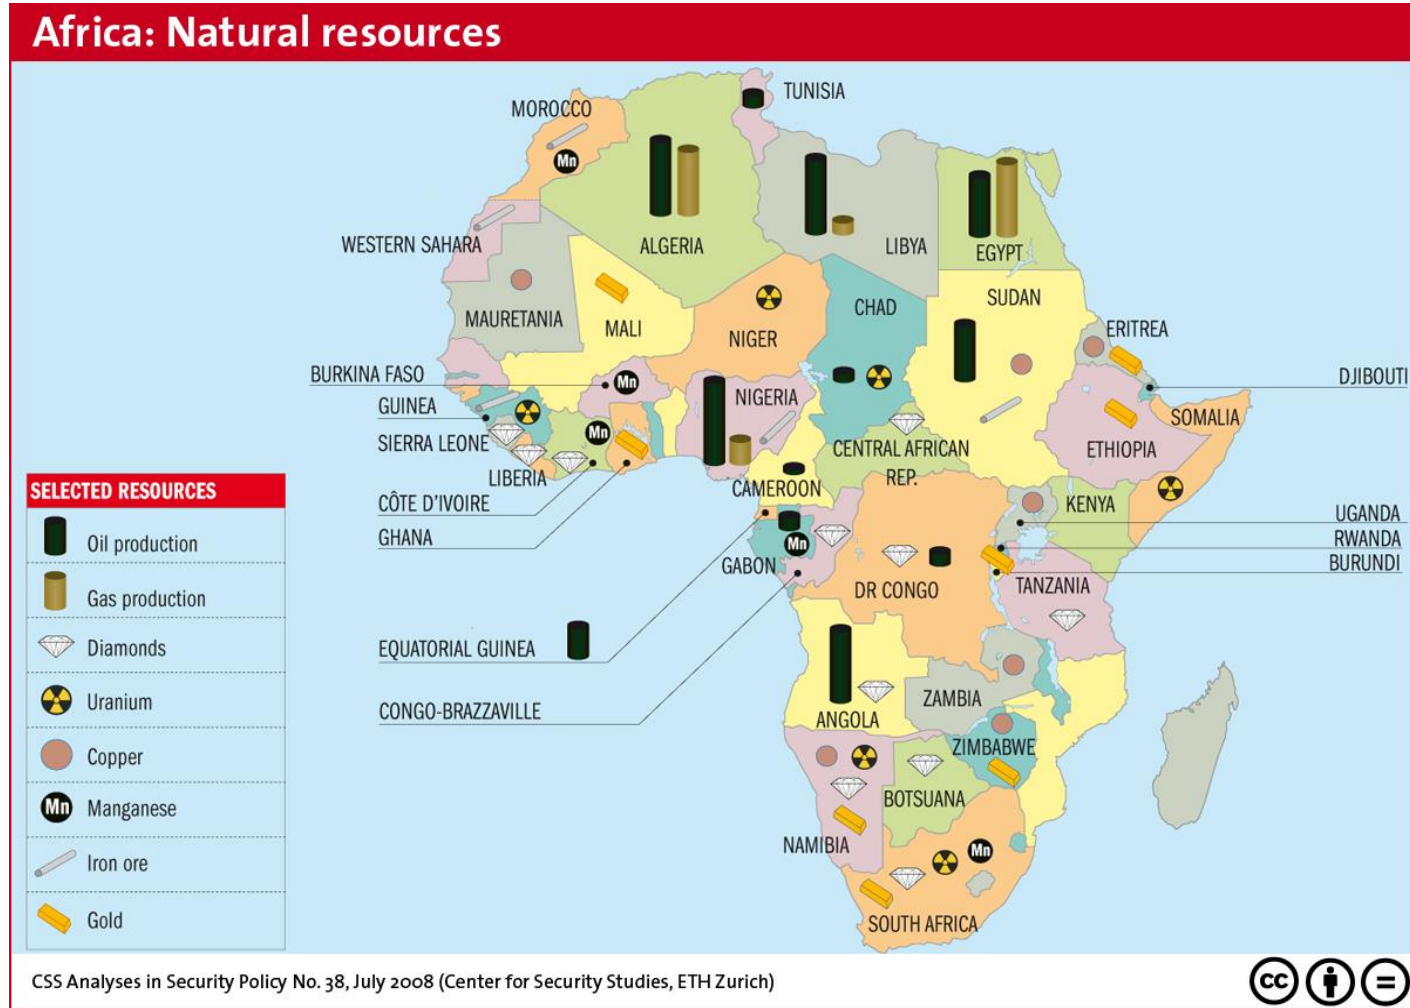 Africa: Natural resources
TUNISIA
MOROCCO
Mn
WESTERN SAHARA
ALGERIA
LIBYA
EGYPT
MAURETANIA
MALI
NIGER
CHAD
SUDAN
ERITREA
BURKINA FASO
Mn
DJIBOUTI
GUINEA
NIGERIA
SOMALIA
SIERRA LEONE
Mn
CENTRAL AFRICAN
REP.
ETHIOPIA
LIBERIA
CAMEROON
CÔTE D'IVOIRE
KENYA
UGANDA
GHANA
Mn
RWANDA
GABON
BURUNDI
DR CONGO
TANZANIA
EQUATORIAL GUINEA
CONGO-BRAZZAVILLE
ANGOLA
ZAMBIA
ZIMBABWE
BOTSUANA
NAMIBIA
Mn
SOUTH AFRICA
SELECTED RESOURCES
Oil production
Gas production
Diamonds
Uranium
Copper
Mn Manganese
Iron ore
Gold
CSS Analyses in Security Policy No. 38, July 2008 (Center for Security Studies, ETH Zurich)
cc